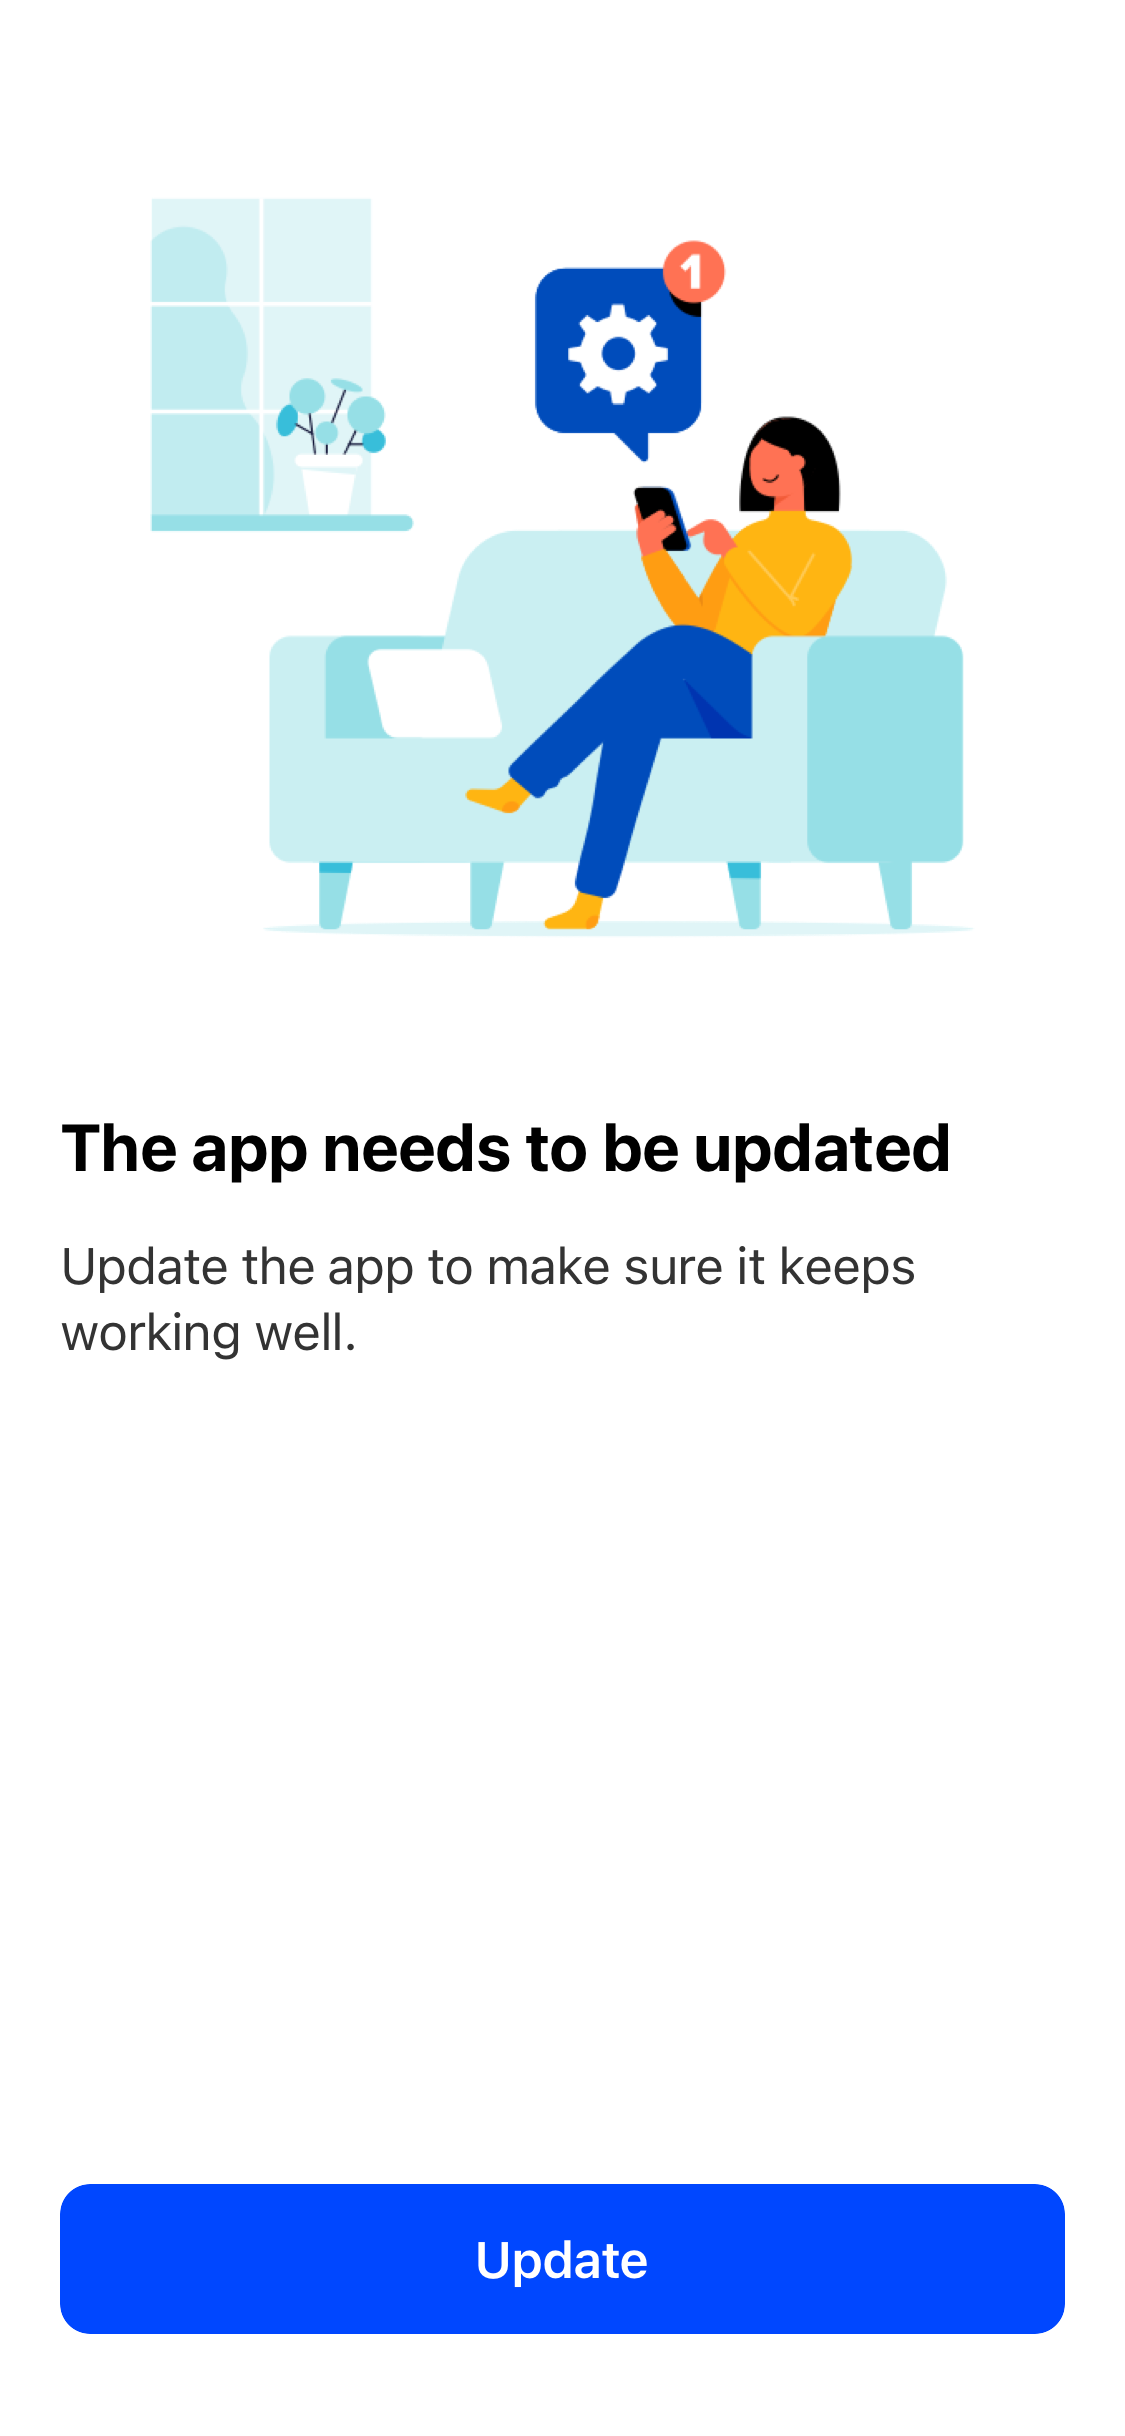 1
The app needs to be updated
Update the app to make sure it keeps
working well.
Update